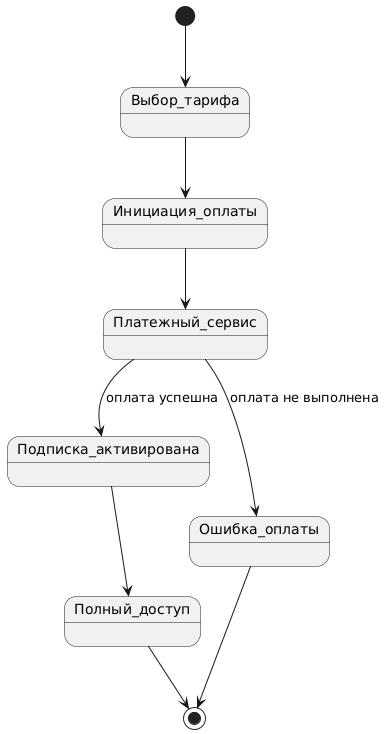 Выбор_тарифа
Инициация_оплаты
Платежный_сервис
оплата успешна
оплата не выполнена
Подписка_активирована
Ошибка_оплаты
Полный_доступ